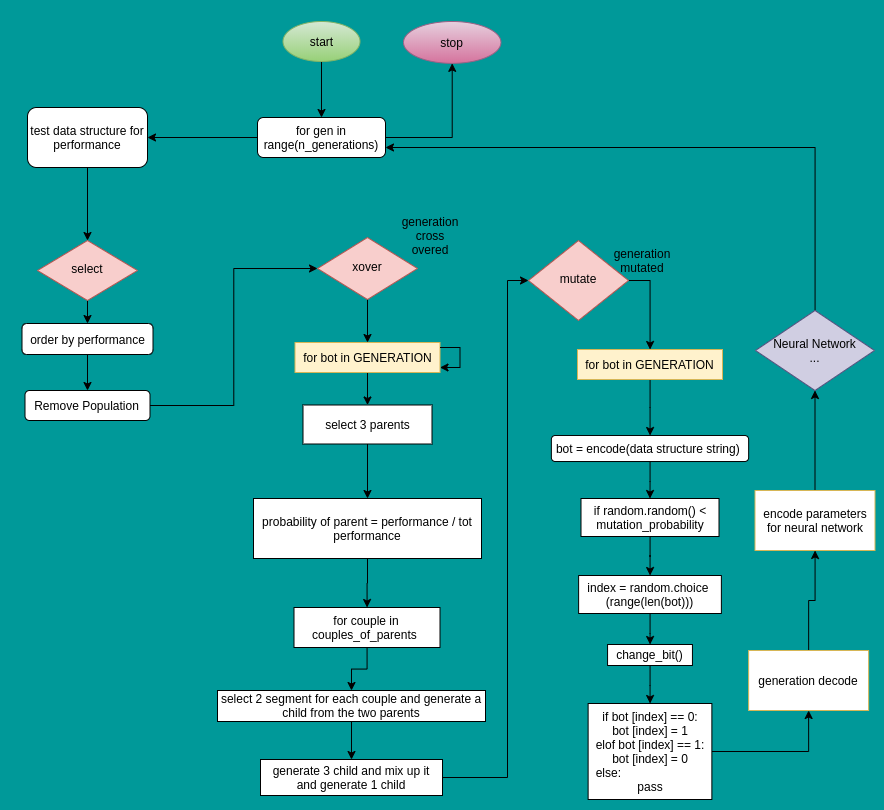 start
stop
for gen in
range(n_generations)
test data structure for
performance
select
order by performance
Remove Population
generation
cross
overed
xover
for bot in GENERATION
select 3 parents
probability of parent = performance / tot
performance
for couple in
couples_of_parents
select 2 segment for each couple and generate a
child from the two parents
generate 3 child and mix up it
and generate 1 child
generation
mutated
mutate
for bot in GENERATION
bot = encode(data structure string)
if random.random() <
mutation_probability
index = random.choice
(range(len(bot)))
change_bit()
if bot [index] == 0:
bot [index] = 1
elof bot [index] == 1:
bot [index] = 0
else:
pass
generation decode
encode parameters
for neural network
Neural Network
...